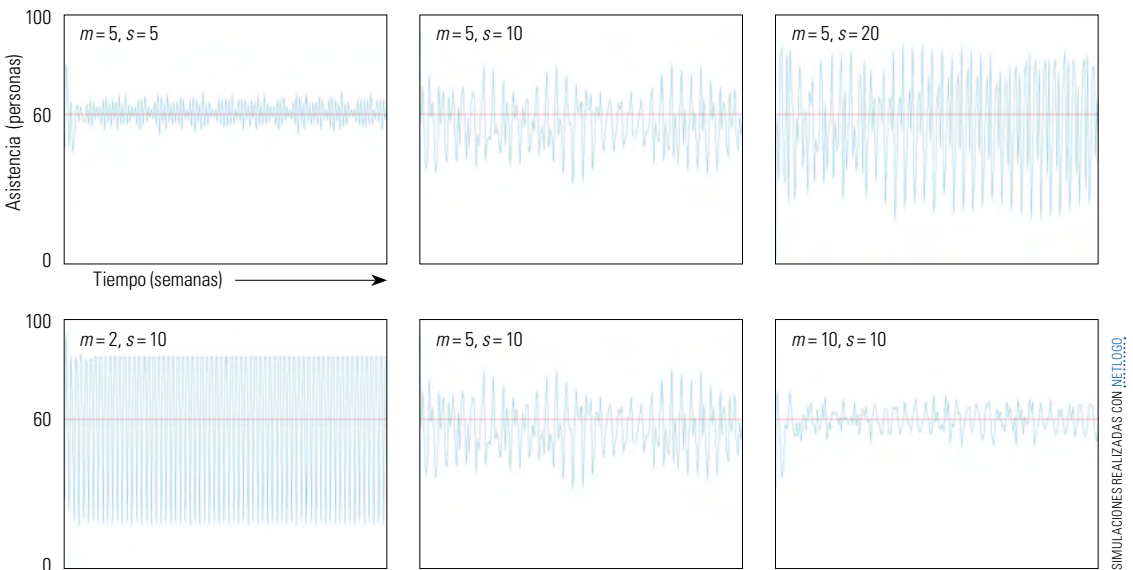 100
60
0
Asistencia (personas)
m = 5, s = 5
m = 5, s = 10
m = 5, s = 20
Tiempo (semanas)
100
60
0
m = 2, s = 10
m = 5, s = 10
m = 10, s = 10
SIMULACIONES REALIZADAS CON NETLOGO